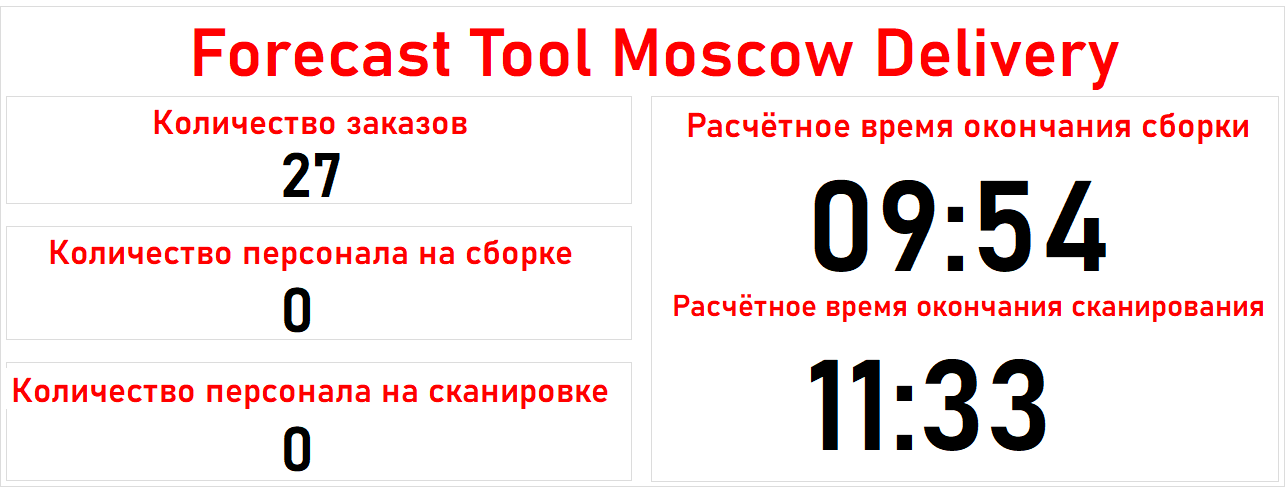 Forecast Tool Moscow Delivery
Количество заказов
27
Количество персонала на сборке
0
Количество персонала на сканировке
0
Расчётное время окончания сборки
09:54
Расчётное время окончания сканирования
11:33